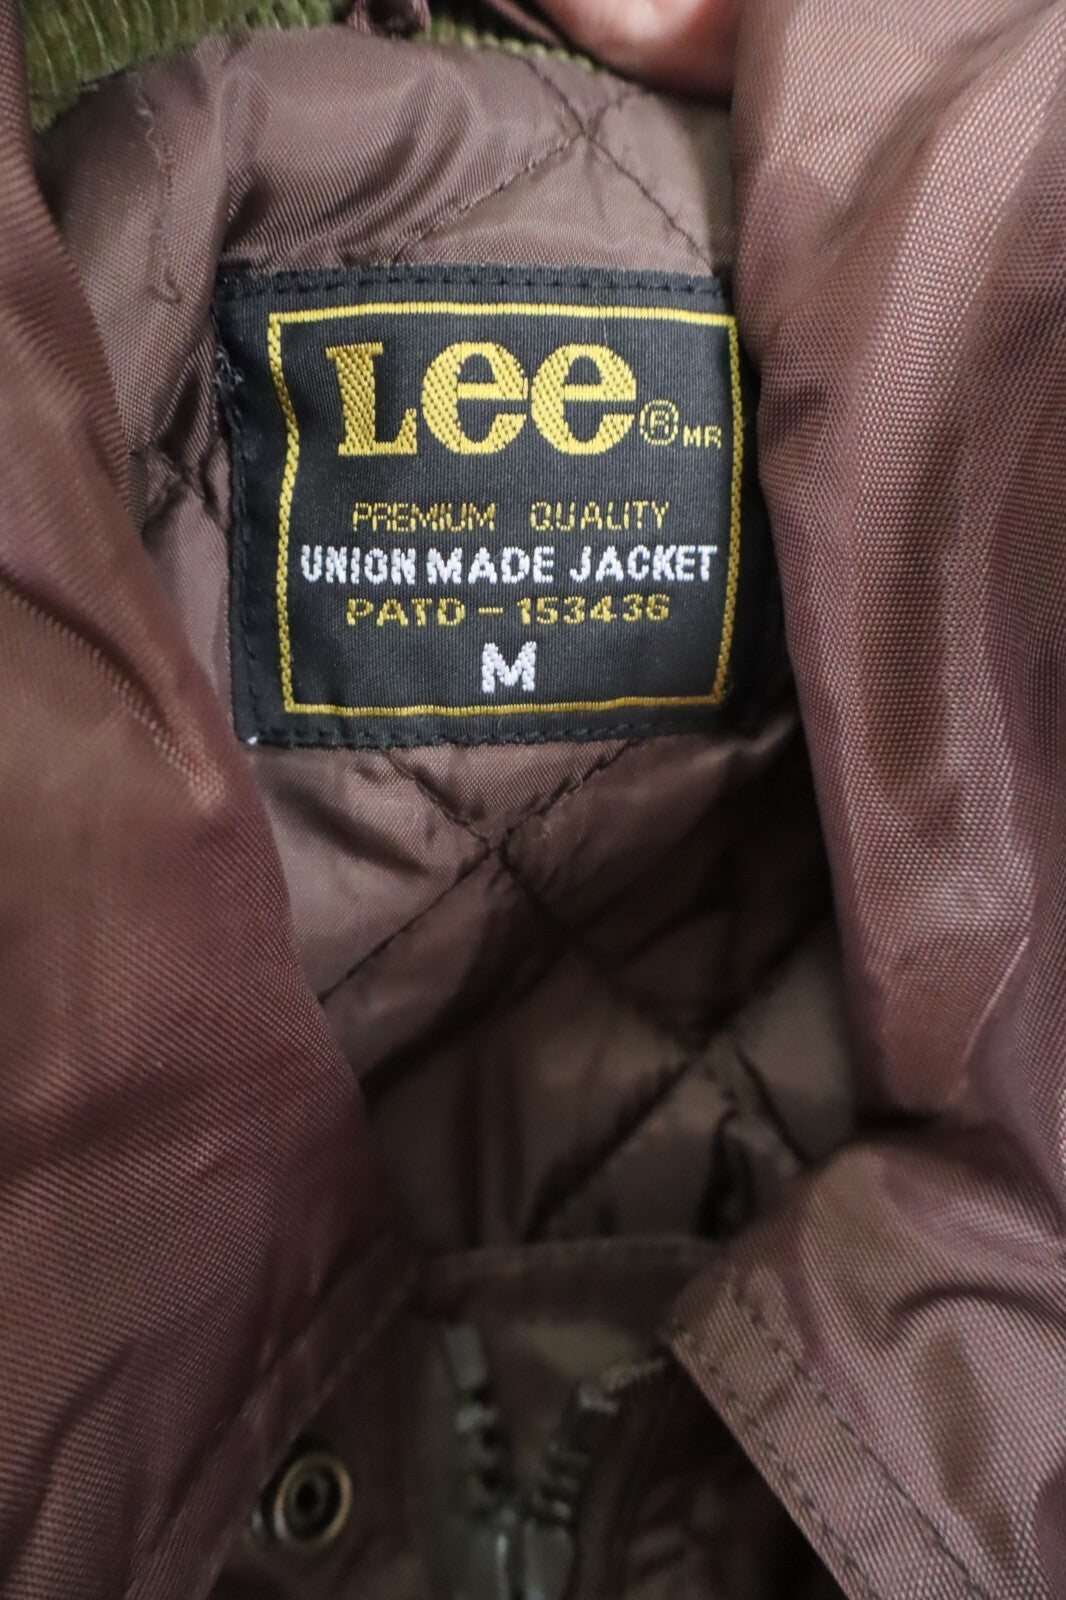 Lee® MR
PREMIUM QUALITY
UNION MADE JACKET
PATD - 153436
M